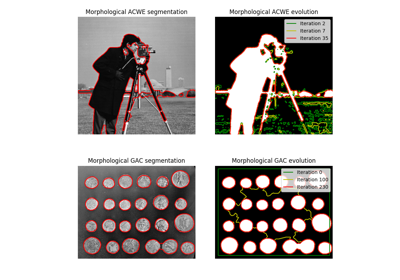 Morphological ACWE segmentation
Morphological ACWE evolution
Iteration 2
Iteration 7
Iteration 35
Morphological GAC segmentation
Morphological GAC evolution
Iteration 0
Iteration 100
Iteration 230